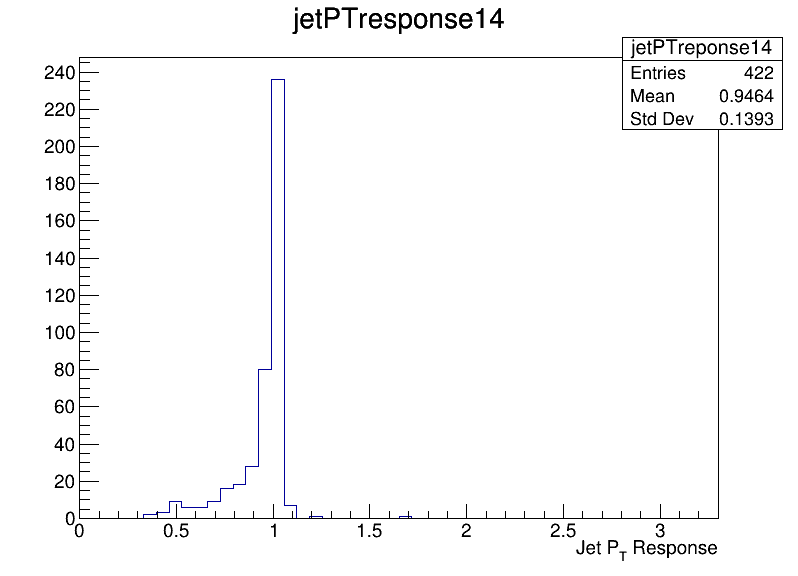 jetPTresponse14
jetPTreponse14
Entries 422
Mean 0.9464
Std Dev 0.1393
240
220
200
180
160
140
120
100
80
60
40
20
0
0 0.5 1 1.5 2 2.5 3
Jet P_T Response